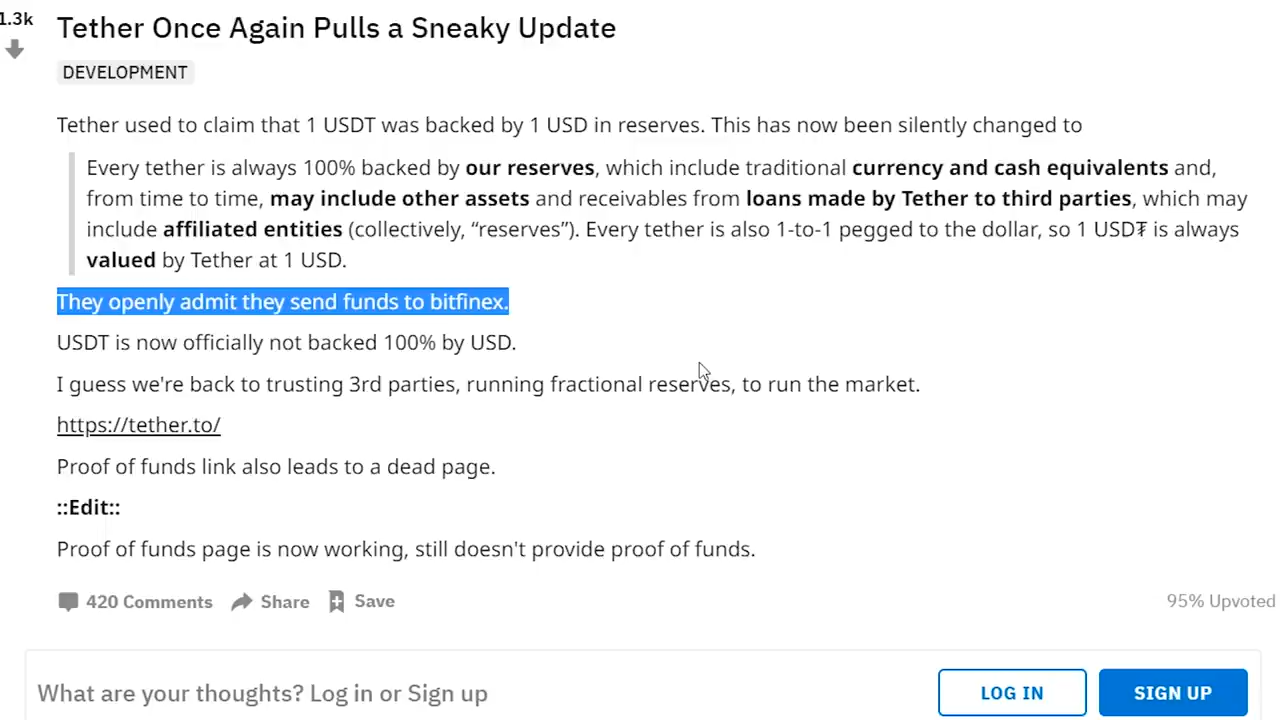 1.3k
Tether Once Again Pulls a Sneaky Update
DEVELOPMENT
Tether used to claim that 1 USDT was backed by 1 USD in reserves. This has now been silently changed to
Every tether is always 100% backed by our reserves, which include traditional currency and cash equivalents and,
from time to time, may include other assets and receivables from loans made by Tether to third parties, which may
include affiliated entities (collectively, “reserves”). Every tether is also 1-to-1 pegged to the dollar, so 1 USD₮ is always
valued by Tether at 1 USD.
They openly admit they send funds to bitfinex.
USDT is now officially not backed 100% by USD.
I guess we're back to trusting 3rd parties, running fractional reserves, to run the market.
https://tether.to/
Proof of funds link also leads to a dead page.
::Edit::
Proof of funds page is now working, still doesn't provide proof of funds.
420 Comments Share Save 95% Upvoted
What are your thoughts? Log in or Sign up LOG IN SIGN UP